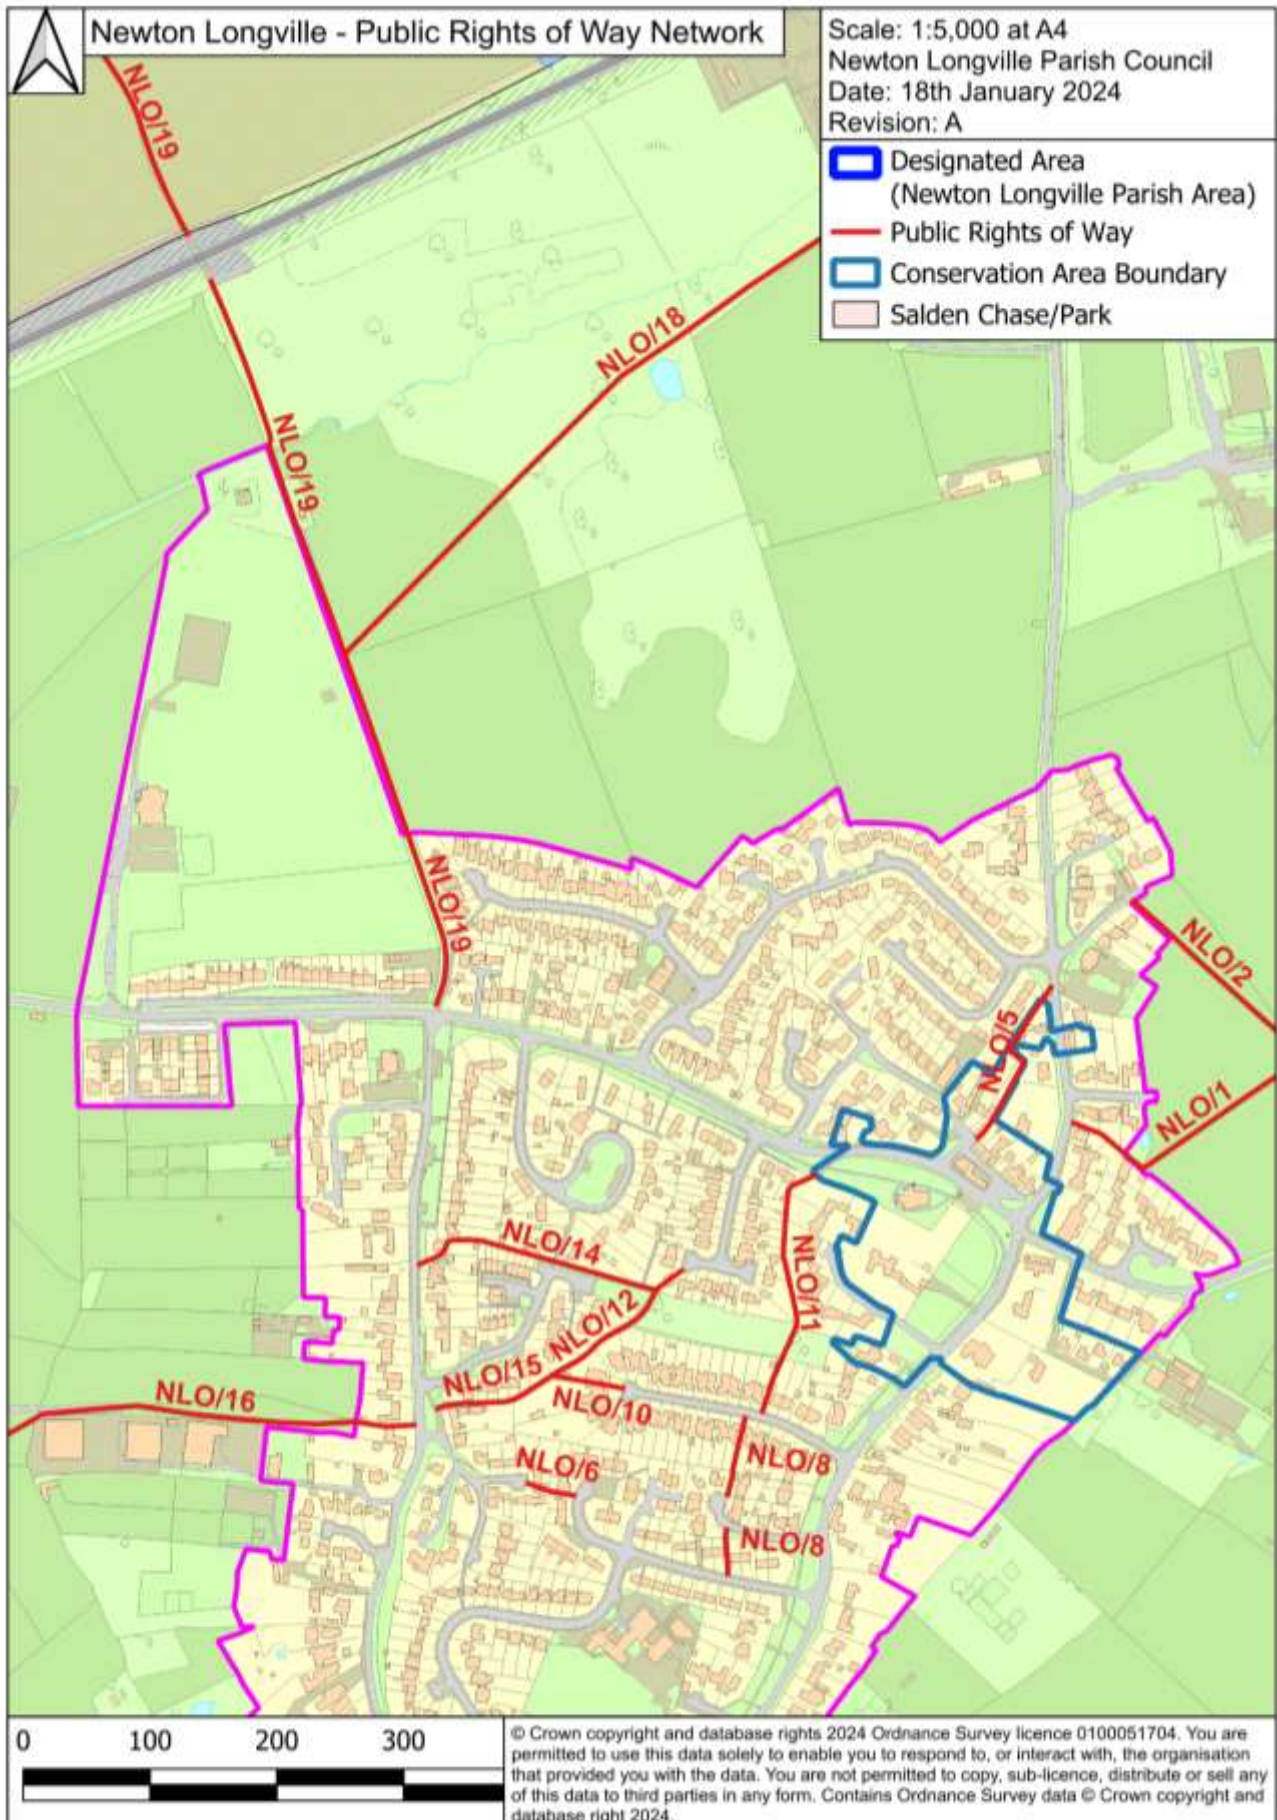 Newton Longville - Public Rights of Way Network
Scale: 1:5,000 at A4
Newton Longville Parish Council
Date: 18th January 2024
Revision: A
Designated Area
(Newton Longville Parish Area)
Public Rights of Way
Conservation Area Boundary
Salden Chase/Park
NLO/19
NLO/18
NLO/19
NLO/19
NLO/2
NLO/5
NLO/1
NLO/14
NLO/11
NLO/12
NLO/15
NLO/16
NLO/10
NLO/8
NLO/6
NLO/8
0 100 200 300
© Crown copyright and database rights 2024 Ordnance Survey licence 0100051704. You are
permitted to use this data solely to enable you to respond to, or interact with, the organisation
that provided you with the data. You are not permitted to copy, sub-licence, distribute or sell any
of this data to third parties in any form. Contains Ordnance Survey data © Crown copyright and
database right 2024.